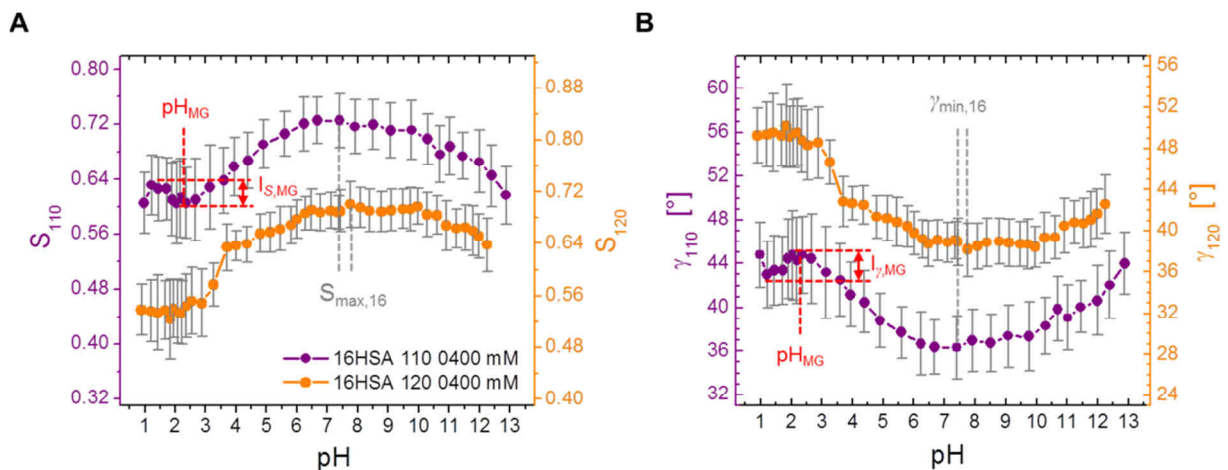 A
0.80
0.72
0.64
0.56
0.48
0.40
0.32
S110
0.88
0.80
0.72
0.64
0.56
0.48
0.40
S120
pHMG
IS,MG
Smax,16
16HSA 110 0400 mM
16HSA 120 0400 mM
1 2 3 4 5 6 7 8 9 10 11 12 13
pH
B
60
56
52
48
44
40
36
32
γ110 [°]
56
52
48
44
40
36
32
28
24
γ120 [°]
γmin,16
Iγ,MG
pHMG
1 2 3 4 5 6 7 8 9 10 11 12 13
pH